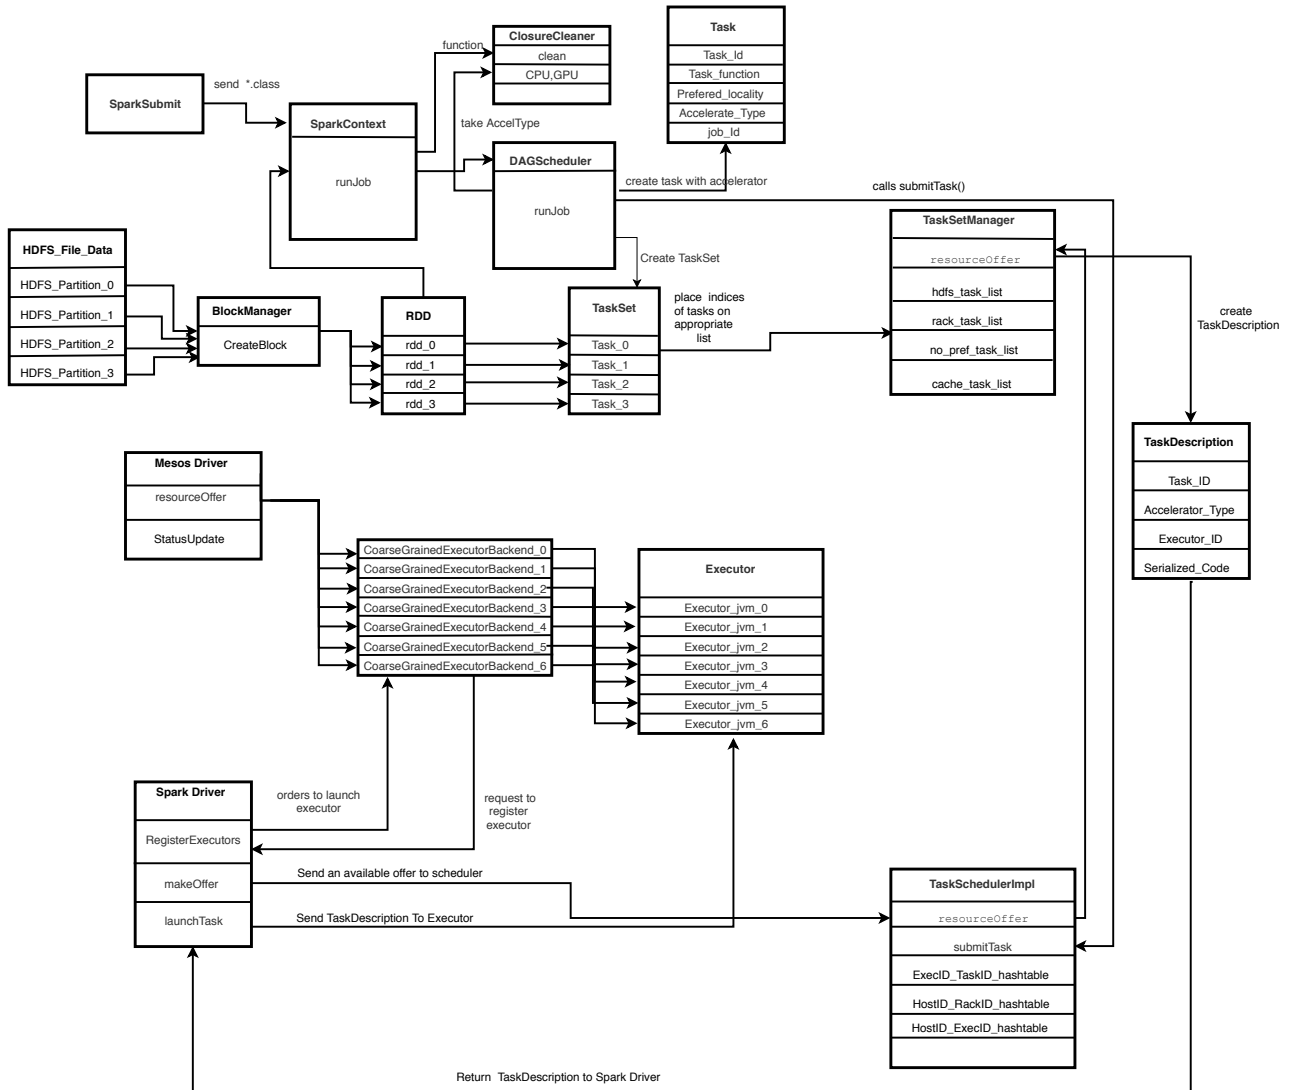 Task
Task_Id
Task_function
Prefered_locality
Accelerate_Type
job_Id
ClosureCleaner
clean
CPU,GPU
function
SparkSubmit
send *.class
SparkContext
runJob
take AccelType
DAGScheduler
runJob
create task with accelerator
calls submitTask()
Create TaskSet
HDFS_File_Data
HDFS_Partition_0
HDFS_Partition_1
HDFS_Partition_2
HDFS_Partition_3
BlockManager
CreateBlock
RDD
rdd_0
rdd_1
rdd_2
rdd_3
TaskSet
Task_0
Task_1
Task_2
Task_3
place indices
of tasks on
appropriate
list
TaskSetManager
resourceOffer
hdfs_task_list
rack_task_list
no_pref_task_list
cache_task_list
create
TaskDescription
TaskDescription
Task_ID
Accelerator_Type
Executor_ID
Serialized_Code
Mesos Driver
resourceOffer
StatusUpdate
CoarseGrainedExecutorBackend_0
CoarseGrainedExecutorBackend_1
CoarseGrainedExecutorBackend_2
CoarseGrainedExecutorBackend_3
CoarseGrainedExecutorBackend_4
CoarseGrainedExecutorBackend_5
CoarseGrainedExecutorBackend_6
Executor
Executor_jvm_0
Executor_jvm_1
Executor_jvm_2
Executor_jvm_3
Executor_jvm_4
Executor_jvm_5
Executor_jvm_6
Spark Driver
RegisterExecutors
makeOffer
launchTask
orders to launch
executor
request to
register
executor
Send an available offer to scheduler
Send TaskDescription To Executor
TaskSchedulerImpl
resourceOffer
submitTask
ExecID_TaskID_hashtable
HostID_RackID_hashtable
HostID_ExecID_hashtable
Return TaskDescription to Spark Driver